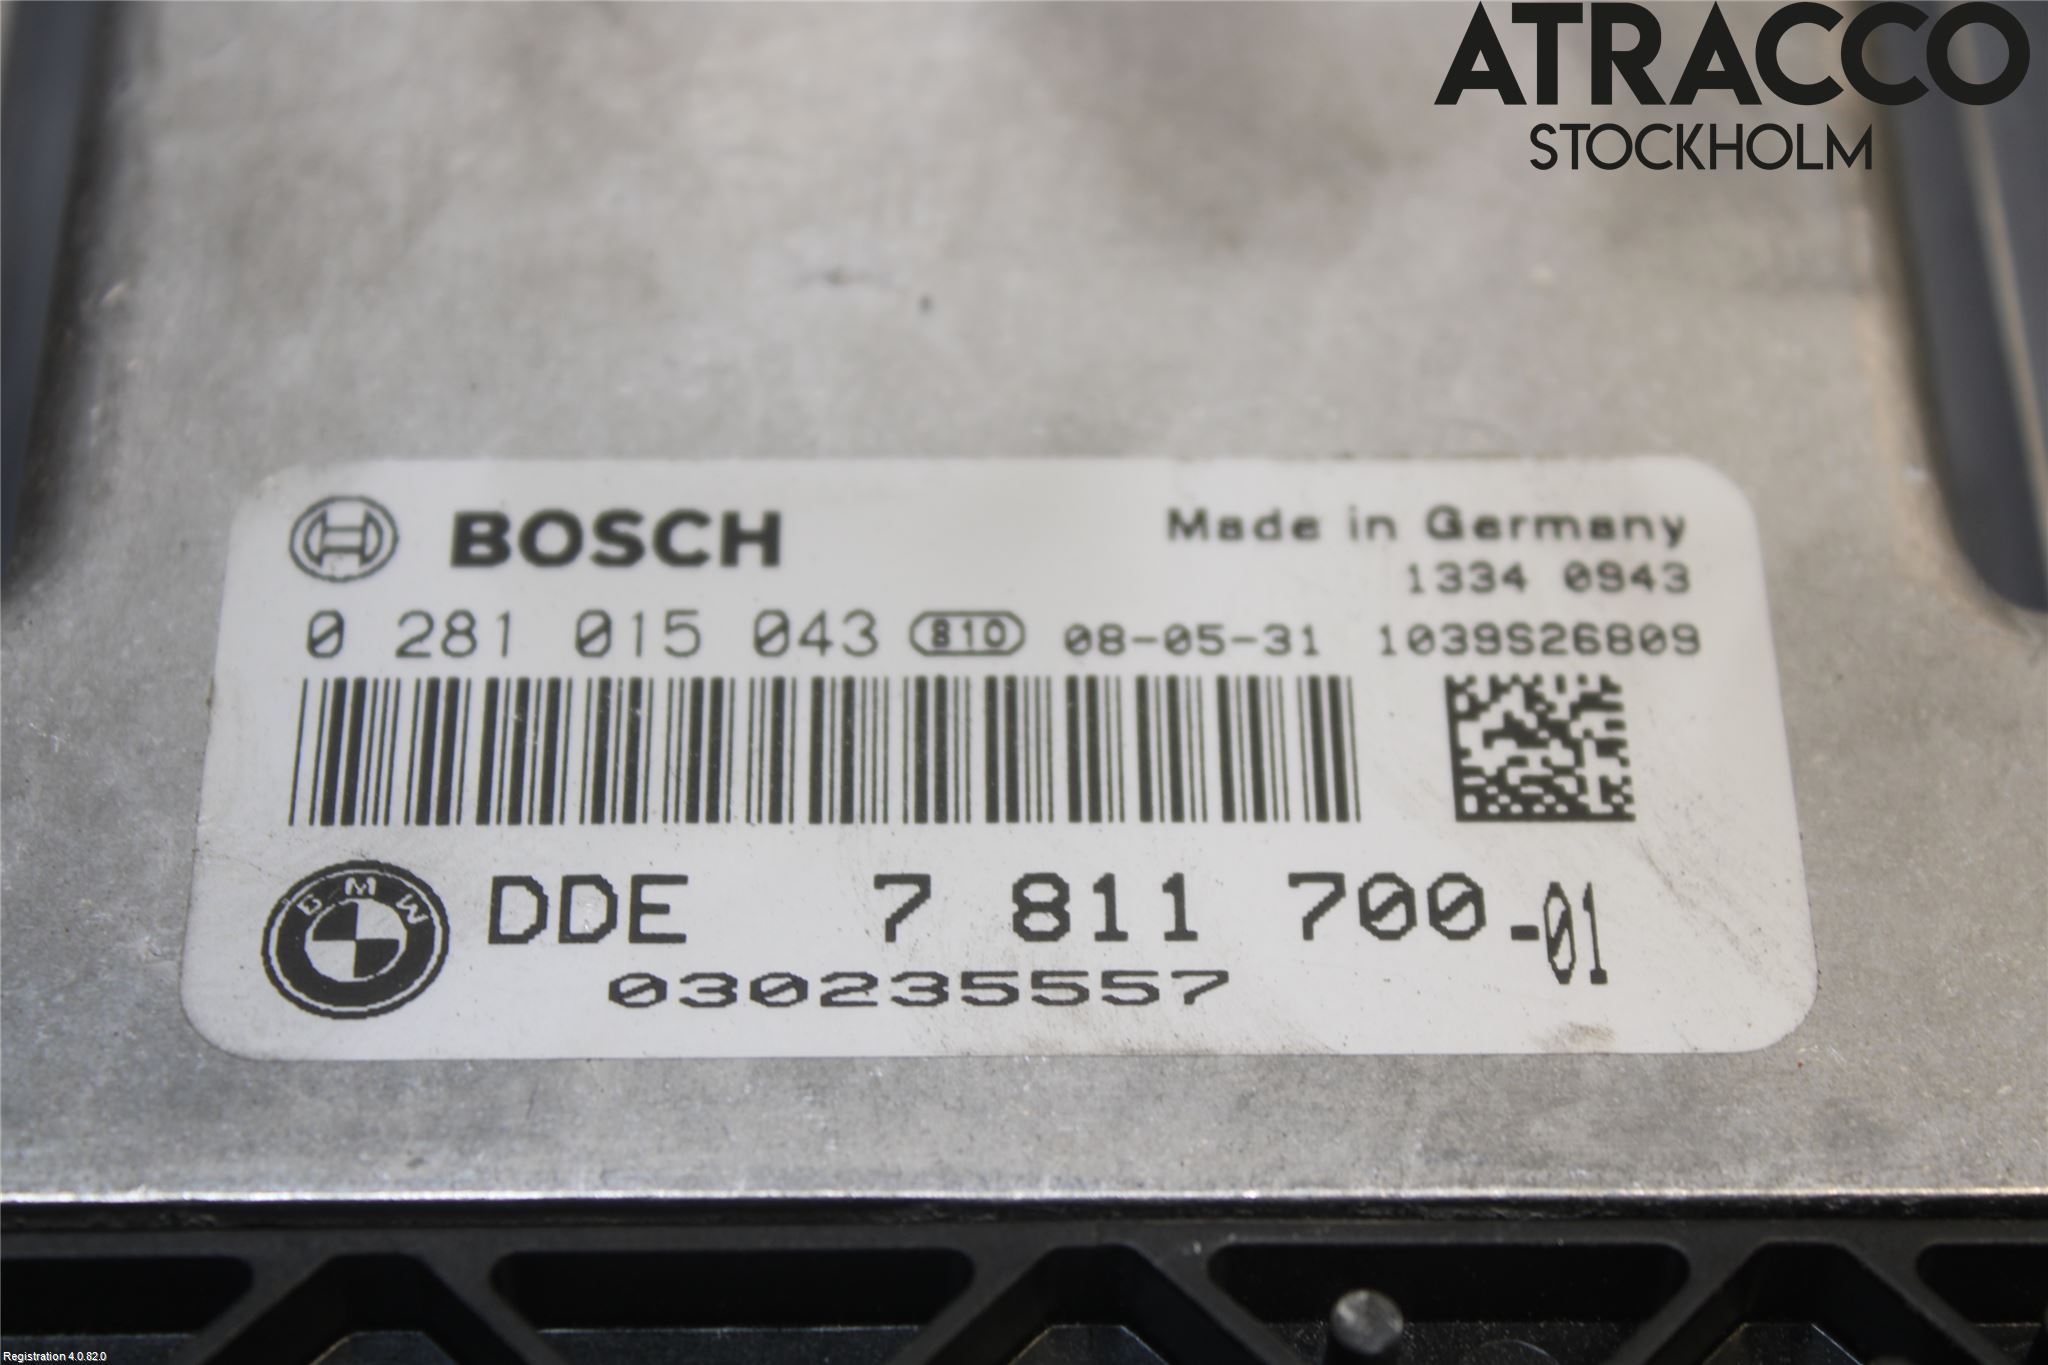 ATRACCO
STOCKHOLM
BOSCH
Made in Germany
1334 0943
0 281 015 043 810 08-05-31 1039S26809
BMW
DDE 7 811 700-01
030235557
Registration 4.0.82.0